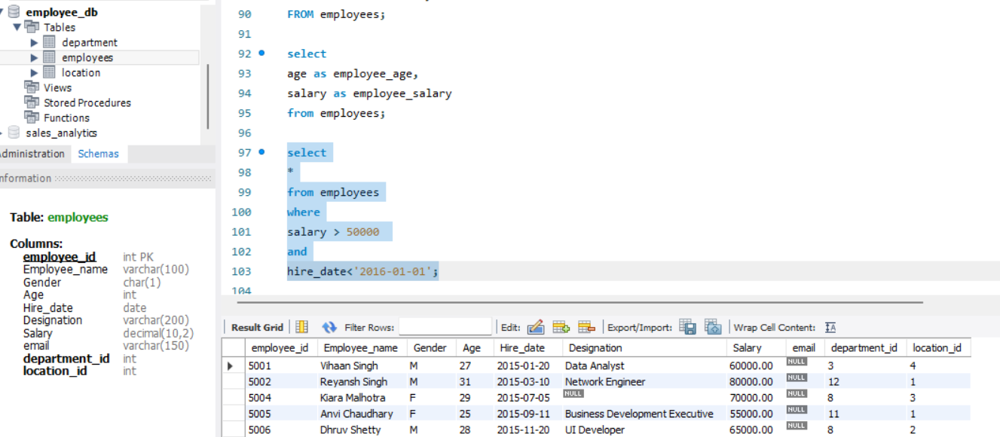 employee_db
Tables
department
employees
location
Views
Stored Procedures
Functions
sales_analytics
Administration Schemas
Information
Table: employees
Columns:
employee_id int PK
Employee_name varchar(100)
Gender char(1)
Age int
Hire_date date
Designation varchar(200)
Salary decimal(10,2)
email varchar(150)
department_id int
location_id int
90 FROM employees;
91
92 select
93 age as employee_age,
94 salary as employee_salary
95 from employees;
96
97 select
98 *
99 from employees
100 where
101 salary > 50000
102 and
103 hire_date<'2016-01-01';
104
Result Grid Filter Rows: Edit: Export/Import: Wrap Cell Content: IA
employee_id Employee_name Gender Age Hire_date Designation Salary email department_id location_id
5001 Vihaan Singh M 27 2015-01-20 Data Analyst 60000.00 NULL 3 4
5002 Reyansh Singh M 31 2015-03-10 Network Engineer 80000.00 NULL 12 1
5004 Kiara Malhotra F 29 2015-07-05 NULL 70000.00 NULL 8 3
5005 Anvi Chaudhary F 25 2015-09-11 Business Development Executive 55000.00 NULL 11 1
5006 Dhruv Shetty M 28 2015-11-20 UI Developer 65000.00 NULL 8 2